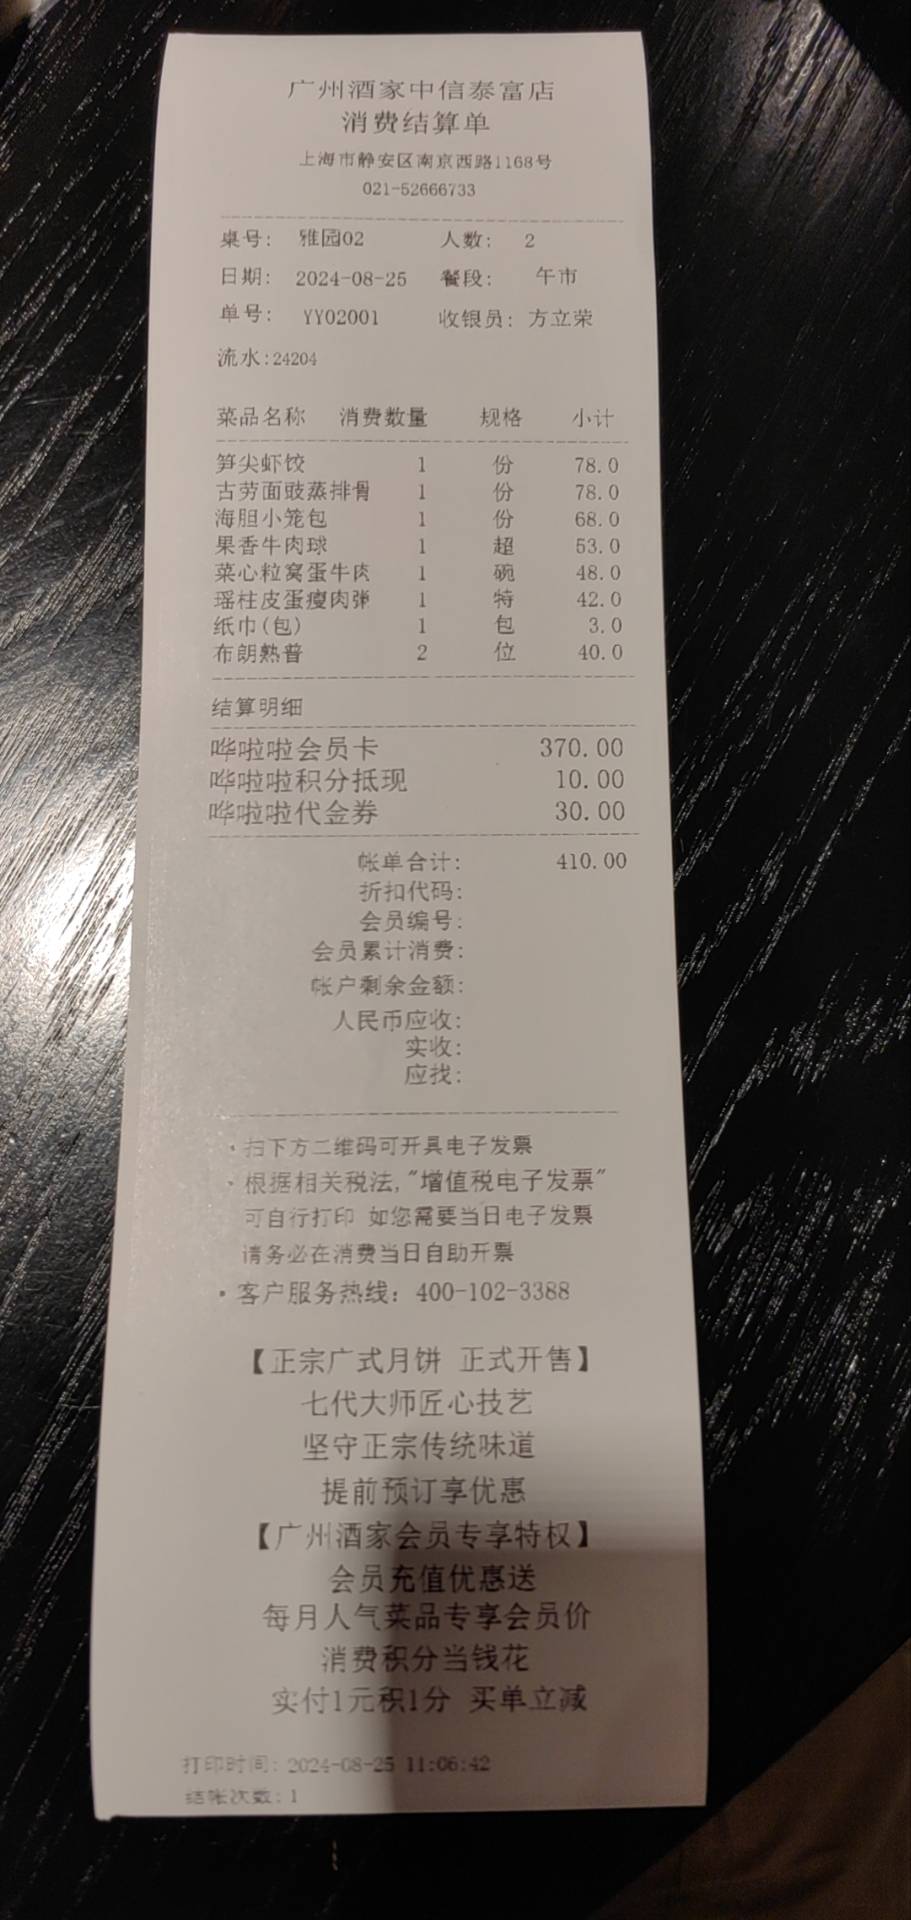 广州酒家中信泰富店
消费结算单
上海市静安区南京西路1168号
021-52666733
桌号: 雅园02 人数: 2
日期: 2024-08-25 餐段: 午市
单号: YY02001 收银员: 方立荣
流水:24204
菜品名称 消费数量 规格 小计
笋尖虾饺 1 份 78.0
古劳面豉蒸排骨 1 份 78.0
海胆小笼包 1 份 68.0
果香牛肉球 1 超 53.0
菜心粒窝蛋牛肉 1 碗 48.0
瑶柱皮蛋瘦肉粥 1 特 42.0
纸巾(包) 1 包 3.0
布朗熟普 2 位 40.0
结算明细
哗啦啦会员卡 370.00
哗啦啦积分抵现 10.00
哗啦啦代金券 30.00
帐单合计: 410.00
折扣代码:
会员编号:
会员累计消费:
帐户剩余金额:
人民币应收:
实收:
应找:
·扫下方二维码可开具电子发票
·根据相关税法,"增值税电子发票"
可自行打印 如您需要当日电子发票
请务必在消费当日自助开票
·客户服务热线: 400-102-3388
【正宗广式月饼 正式开售】
七代大师匠心技艺
坚守正宗传统味道
提前预订享优惠
【广州酒家会员专享特权】
会员充值优惠送
每月人气菜品专享会员价
消费积分当钱花
实付1元积1分 买单立减
打印时间: 2024-08-25 11:06:42
结帐次数: 1